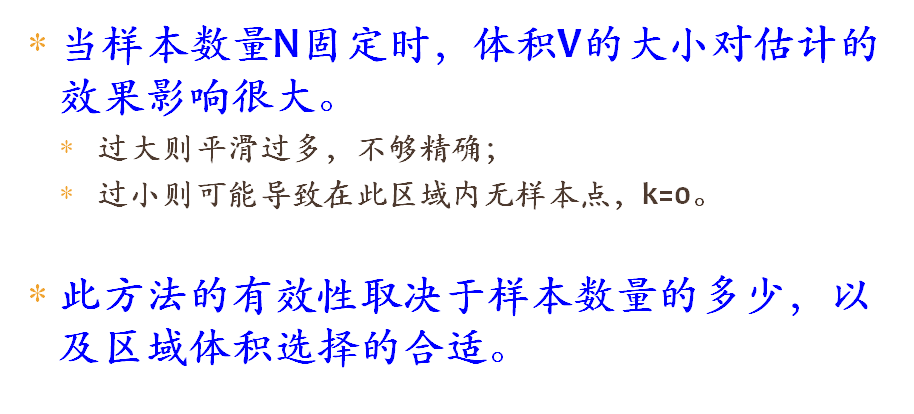 * 当样本数量N固定时，体积V的大小对估计的
效果影响很大。
* 过大则平滑过多，不够精确；
* 过小则可能导致在此区域内无样本点，k=0。
* 此方法的有效性取决于样本数量的多少，以
及区域体积选择的合适。